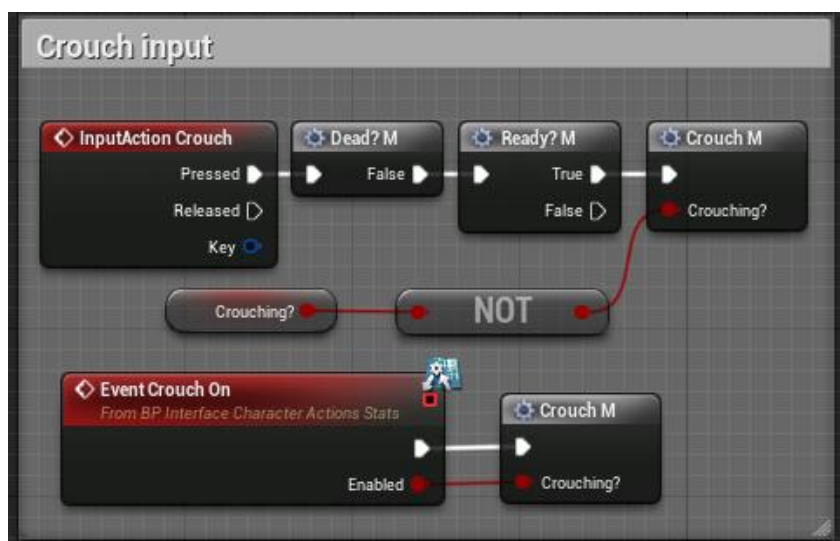 Crouch input
InputAction Crouch
Dead? M
Ready? M
Crouch M
Pressed
False
True
Released
False
Crouching?
Key
Crouching?
NOT
Event Crouch On
From BP Interface Character Actions Stats
Crouch M
Enabled
Crouching?